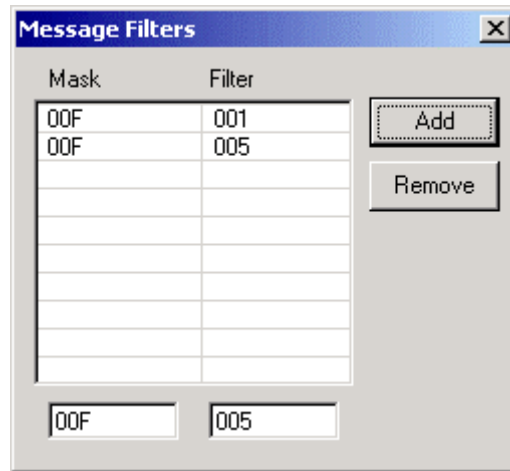 Message Filters
Mask Filter
00F 001
00F 005
Add
Remove
00F 005